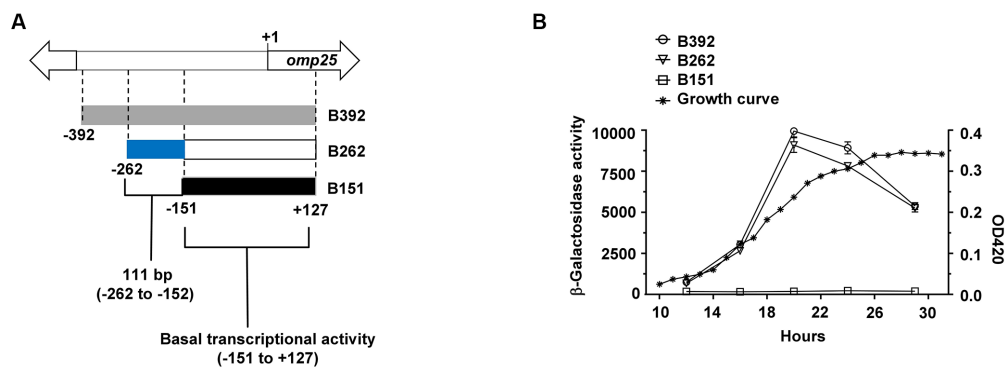 A
+1
omp25
B392
-392
B262
-262
B151
-151
+127
111 bp
(-262 to -152)
Basal transcriptional activity
(-151 to +127)
B
B392
B262
B151
Growth curve
β-Galactosidase activity
10000
7500
5000
2500
0
0.4
0.3
0.2
0.1
0.0
OD420
10 14 18 22 26 30
Hours